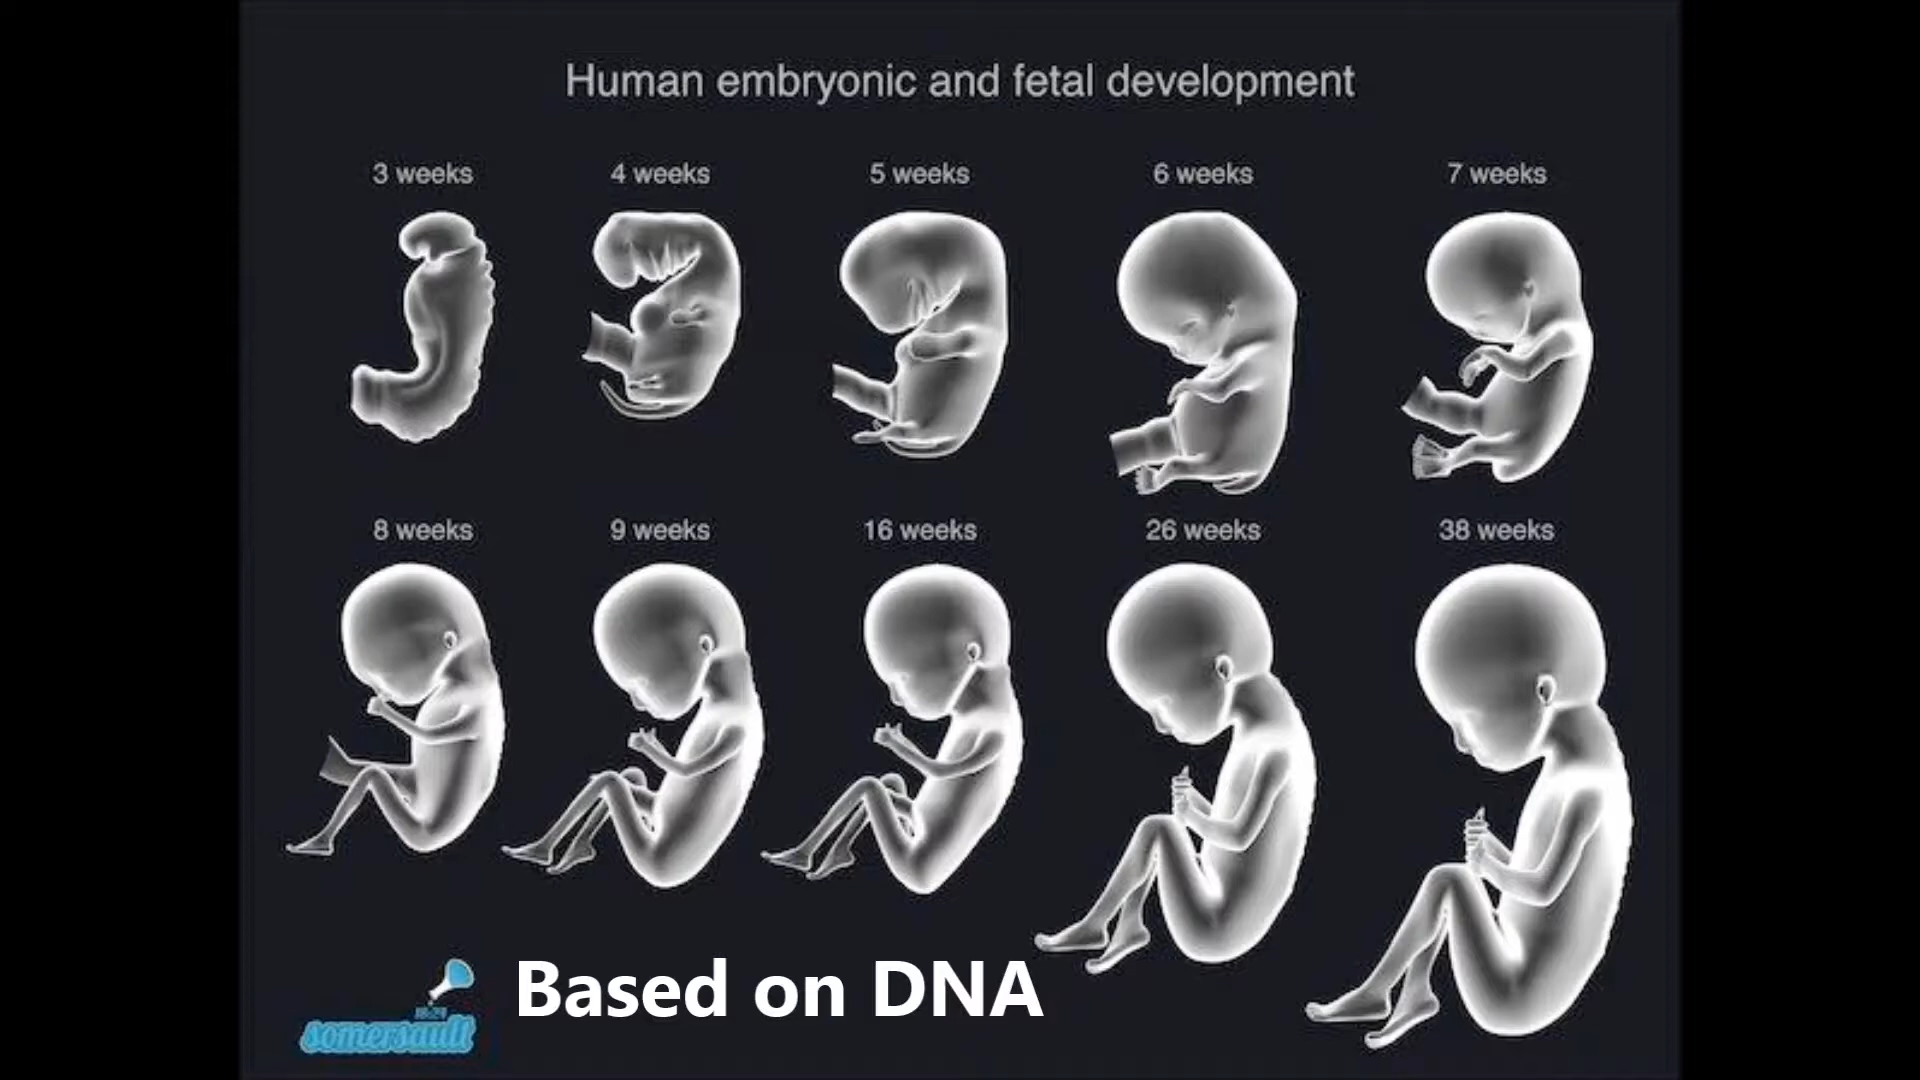 Human embryonic and fetal development
3 weeks
4 weeks
5 weeks
6 weeks
7 weeks
8 weeks
9 weeks
16 weeks
26 weeks
38 weeks
Based on DNA
somersault